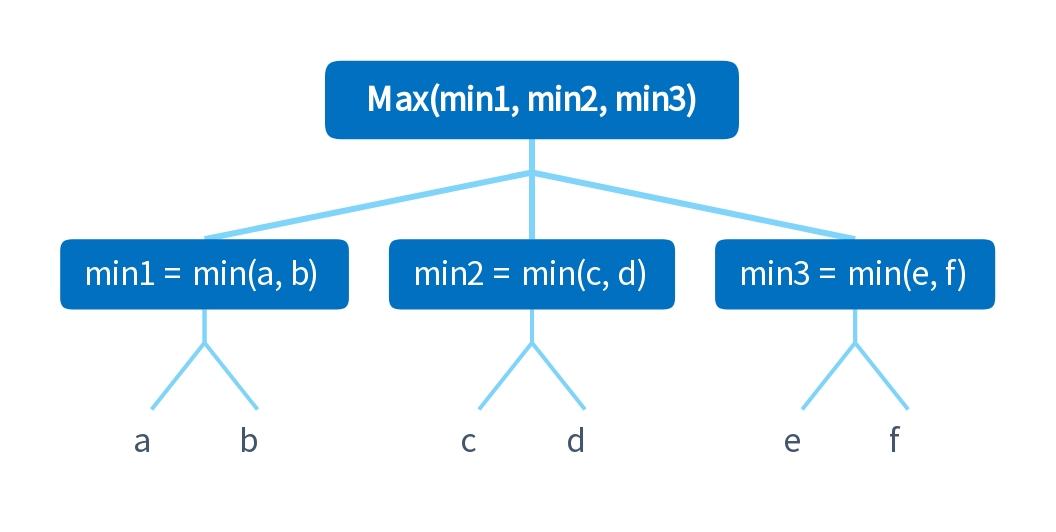 Max(min1, min2, min3)
min1 = min(a, b)
min2 = min(c, d)
min3 = min(e, f)
a
b
c
d
e
f